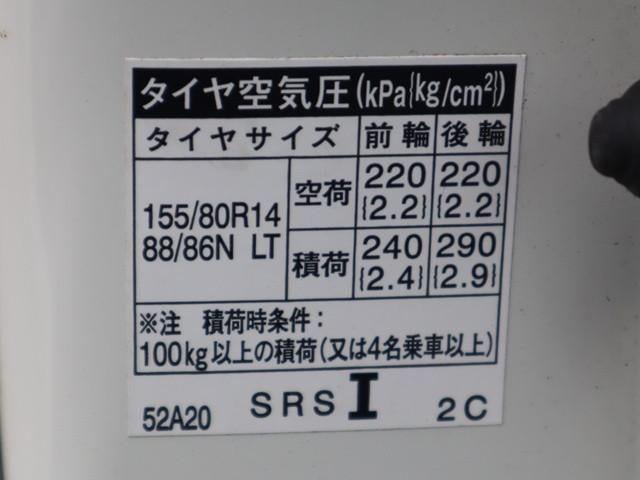 タイヤ空気圧(kPa{kg/cm²})
タイヤサイズ 前輪 後輪
155/80R14
88/86N LT
空荷 220 220
{2.2} {2.2}
積荷 240 290
{2.4} {2.9}
※注 積荷時条件:
100kg以上の積荷(又は4名乗車以上)
52A20 SRS I 2C